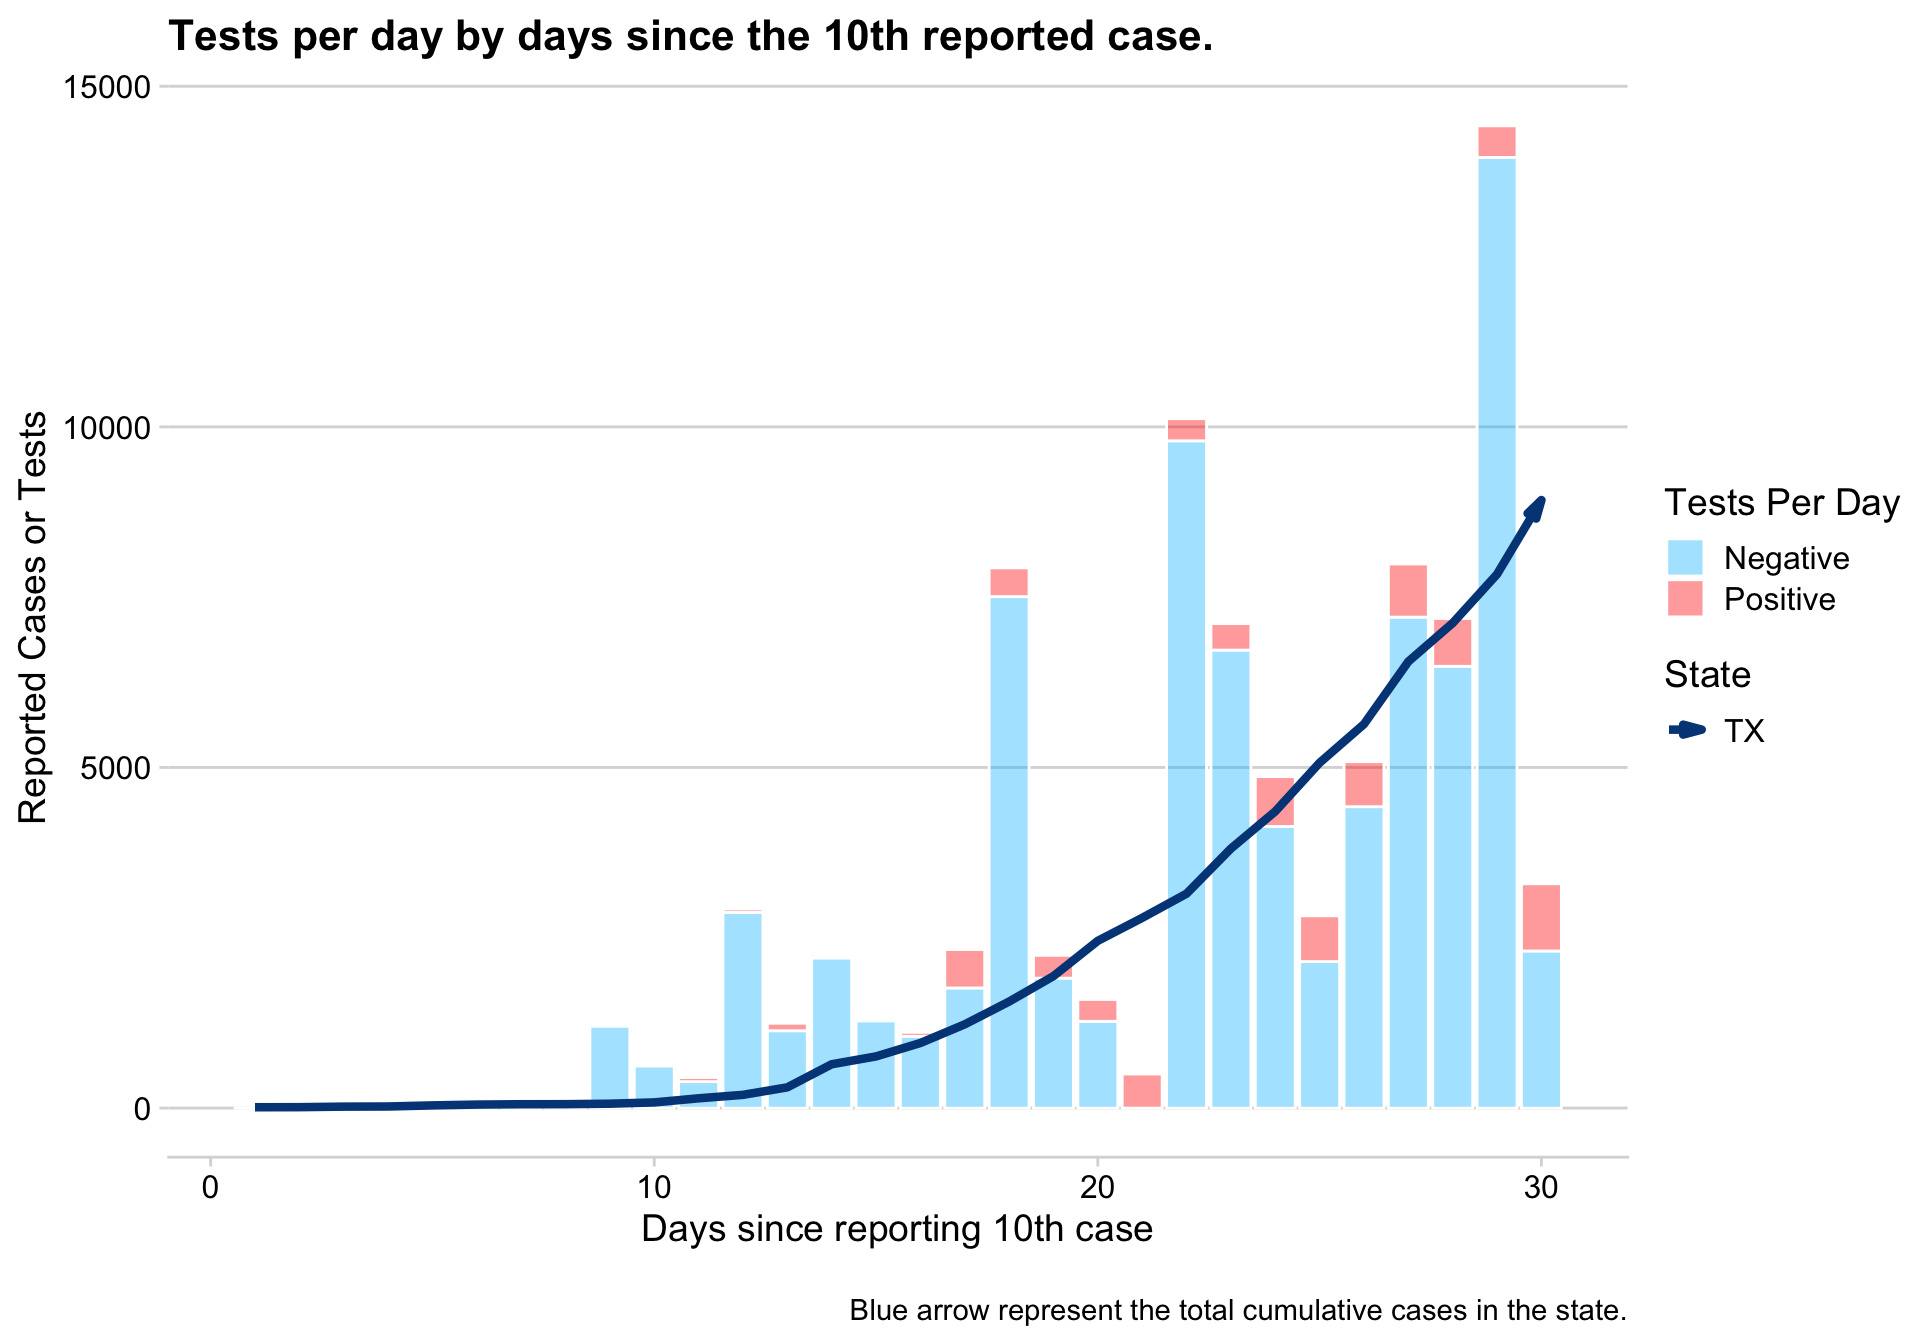 Tests per day by days since the 10th reported case.
15000
10000
5000
0
Reported Cases or Tests
0 10 20 30
Days since reporting 10th case
Tests Per Day
Negative
Positive
State
TX
Blue arrow represent the total cumulative cases in the state.